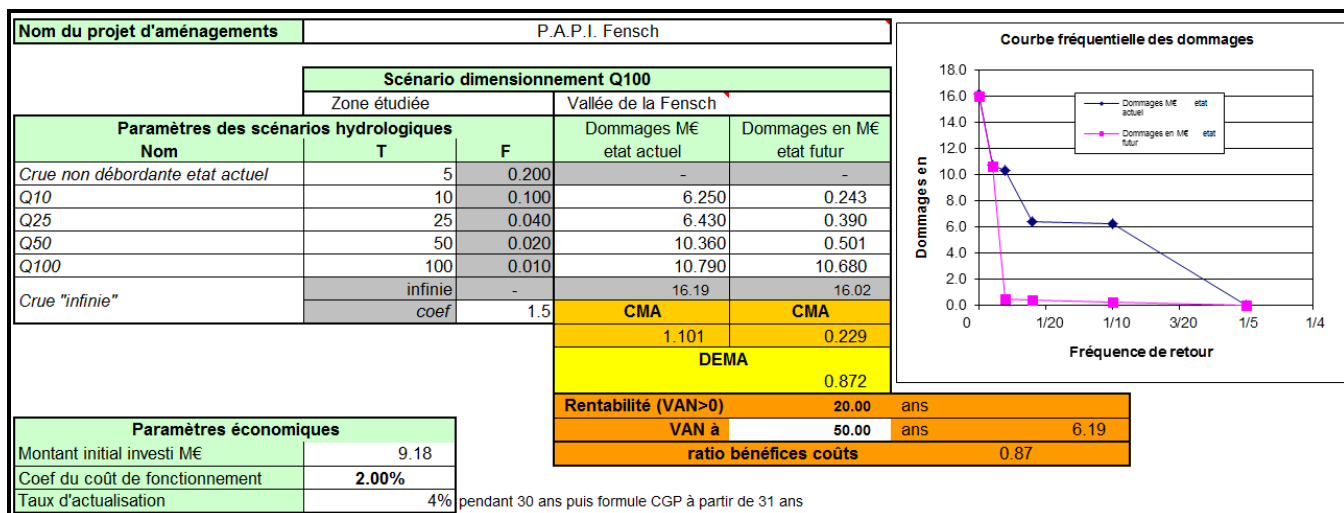 Nom du projet d'aménagements P.A.P.I. Fensch
Scénario dimensionnement Q100
Zone étudiée Vallée de la Fensch
Paramètres des scénarios hydrologiques Dommages M€ Dommages en M€
Nom T F etat actuel etat futur
Crue non débordante etat actuel 5 0.200 - -
Q10 10 0.100 6.250 0.243
Q25 25 0.040 6.430 0.390
Q50 50 0.020 10.360 0.501
Q100 100 0.010 10.790 10.680
Crue "infinie" infinie - 16.19 16.02
coef 1.5 CMA CMA
1.101 0.229
DEMA
0.872
Rentabilité (VAN>0) 20.00 ans
VAN à 50.00 ans 6.19
ratio bénéfices coûts 0.87
Paramètres économiques
Montant initial investi M€ 9.18
Coef du coût de fonctionnement 2.00%
Taux d'actualisation 4% pendant 30 ans puis formule CGP à partir de 31 ans
Courbe fréquentielle des dommages
18.0
16.0
14.0
12.0
10.0
8.0
6.0
4.0
2.0
0.0
Dommages en
Dommages M€ etat
actuel
Dommages en M€ etat
futur
0 1/20 1/10 3/20 1/5 1/4
Fréquence de retour